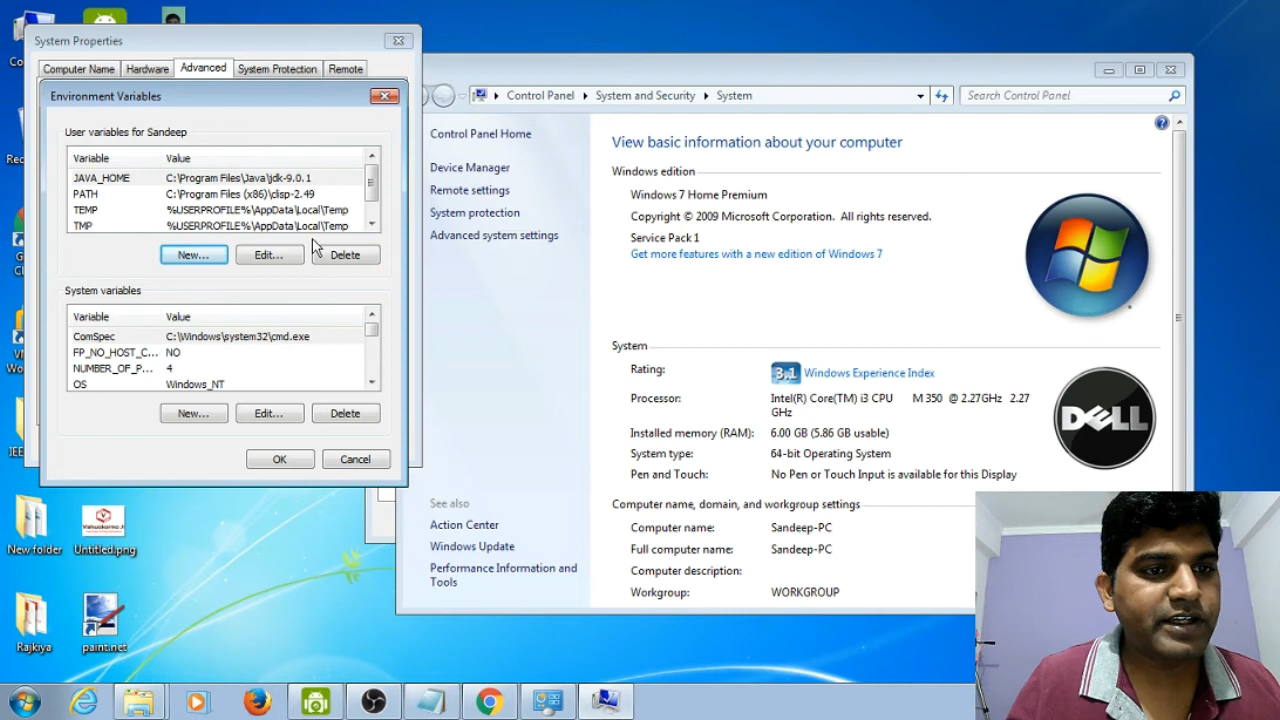 System Properties
Computer Name
Hardware
Advanced
System Protection
Remote
Environment Variables
User variables for Sandeep
Variable Value
JAVA_HOME C:\Program Files\Java\jdk-9.0.1
PATH C:\Program Files (x86)\clisp-2.49
TEMP %USERPROFILE%\AppData\Local\Temp
TMP %USERPROFILE%\AppData\Local\Temp
New... Edit... Delete
System variables
Variable Value
ComSpec C:\Windows\system32\cmd.exe
FP_NO_HOST_C... NO
NUMBER_OF_P... 4
OS Windows_NT
New... Edit... Delete
OK Cancel
Control Panel System and Security System
Search Control Panel
Control Panel Home
Device Manager
Remote settings
System protection
Advanced system settings
See also
Action Center
Windows Update
Performance Information and
Tools
View basic information about your computer
Windows edition
Windows 7 Home Premium
Copyright © 2009 Microsoft Corporation. All rights reserved.
Service Pack 1
Get more features with a new edition of Windows 7
System
Rating: 3.1 Windows Experience Index
Processor: Intel(R) Core(TM) i3 CPU M 350 @ 2.27GHz 2.27
GHz
Installed memory (RAM): 6.00 GB (5.86 GB usable)
System type: 64-bit Operating System
Pen and Touch: No Pen or Touch Input is available for this Display
DELL
Computer name, domain, and workgroup settings
Computer name: Sandeep-PC
Full computer name: Sandeep-PC
Computer description:
Workgroup: WORKGROUP
New folder
Untitled.png
Rajkiya
paint.net